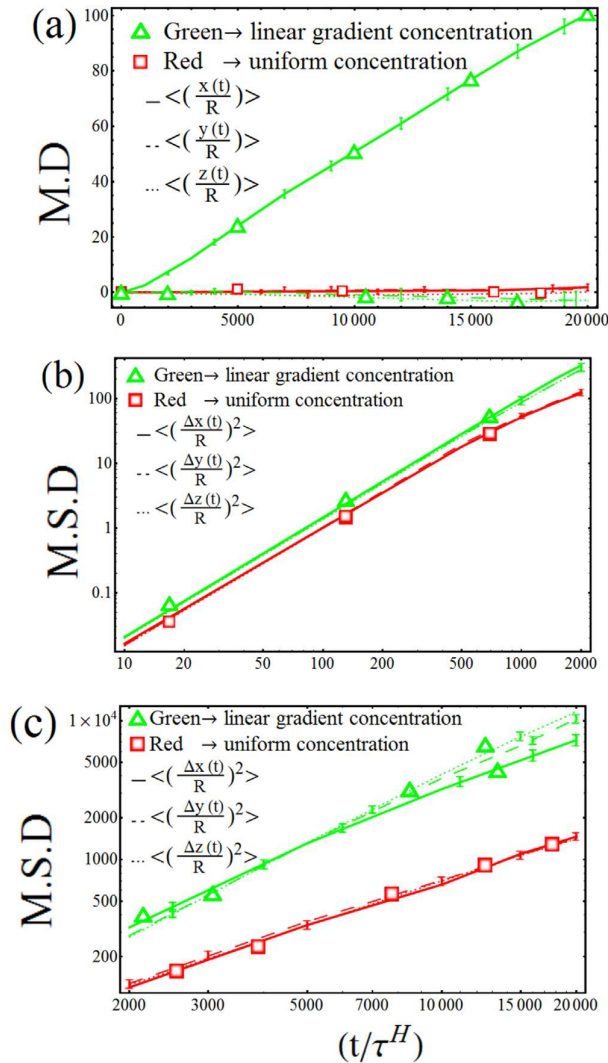 (a)
100
Green→ linear gradient concentration
Red → uniform concentration
80
— <(x(t)/R)>
-- <(y(t)/R)>
60
... <(z(t)/R)>
M.D
40
20
0
0 5000 10 000 15 000 20 000
(b)
Green→ linear gradient concentration
Red → uniform concentration
100
— <(Δx(t)/R)²>
-- <(Δy(t)/R)²>
10
... <(Δz(t)/R)²>
M.S.D
1
0.1
10 20 50 100 200 500 1000 2000
(c)
1 × 10⁴
Green→ linear gradient concentration
Red → uniform concentration
5000
— <(Δx(t)/R)²>
-- <(Δy(t)/R)²>
... <(Δz(t)/R)²>
M.S.D
1000
500
200
2000 3000 5000 7000 10 000 15 000 20 000
(t/τᴴ)